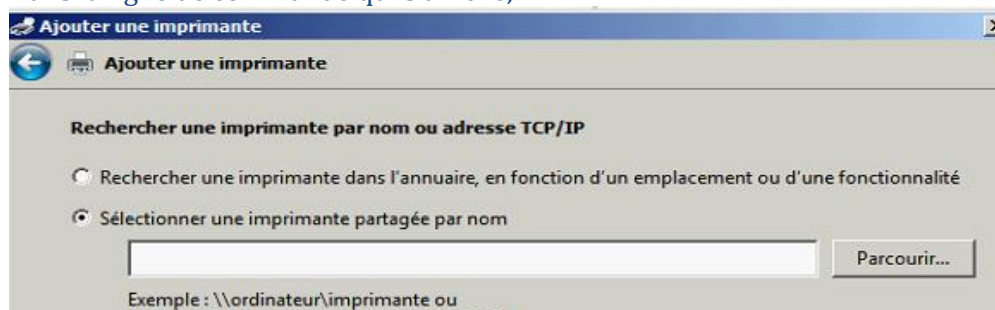 Ajouter une imprimante
Ajouter une imprimante
Rechercher une imprimante par nom ou adresse TCP/IP
Rechercher une imprimante dans l'annuaire, en fonction d'un emplacement ou d'une fonctionnalité
Sélectionner une imprimante partagée par nom
Parcourir...
Exemple : \\ordinateur\imprimante ou